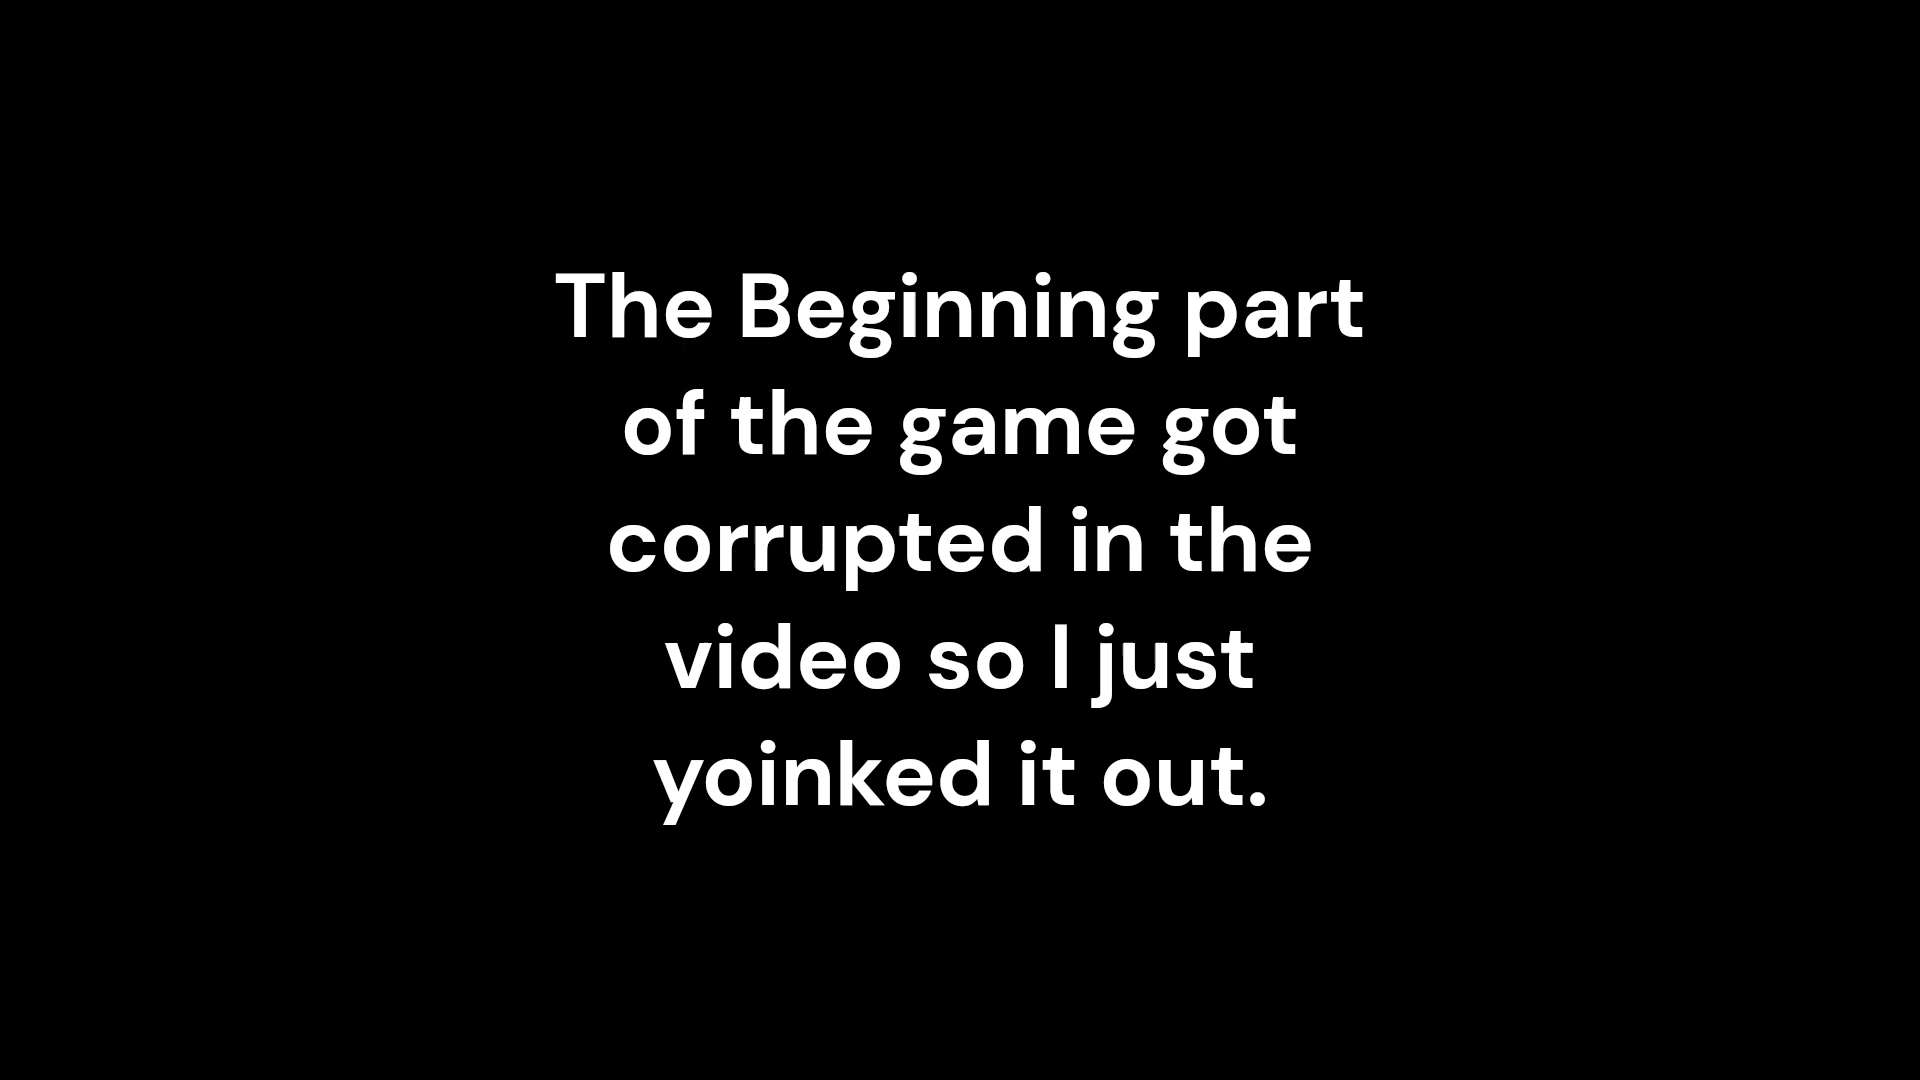 The Beginning part
of the game got
corrupted in the
video so I just
yoinked it out.